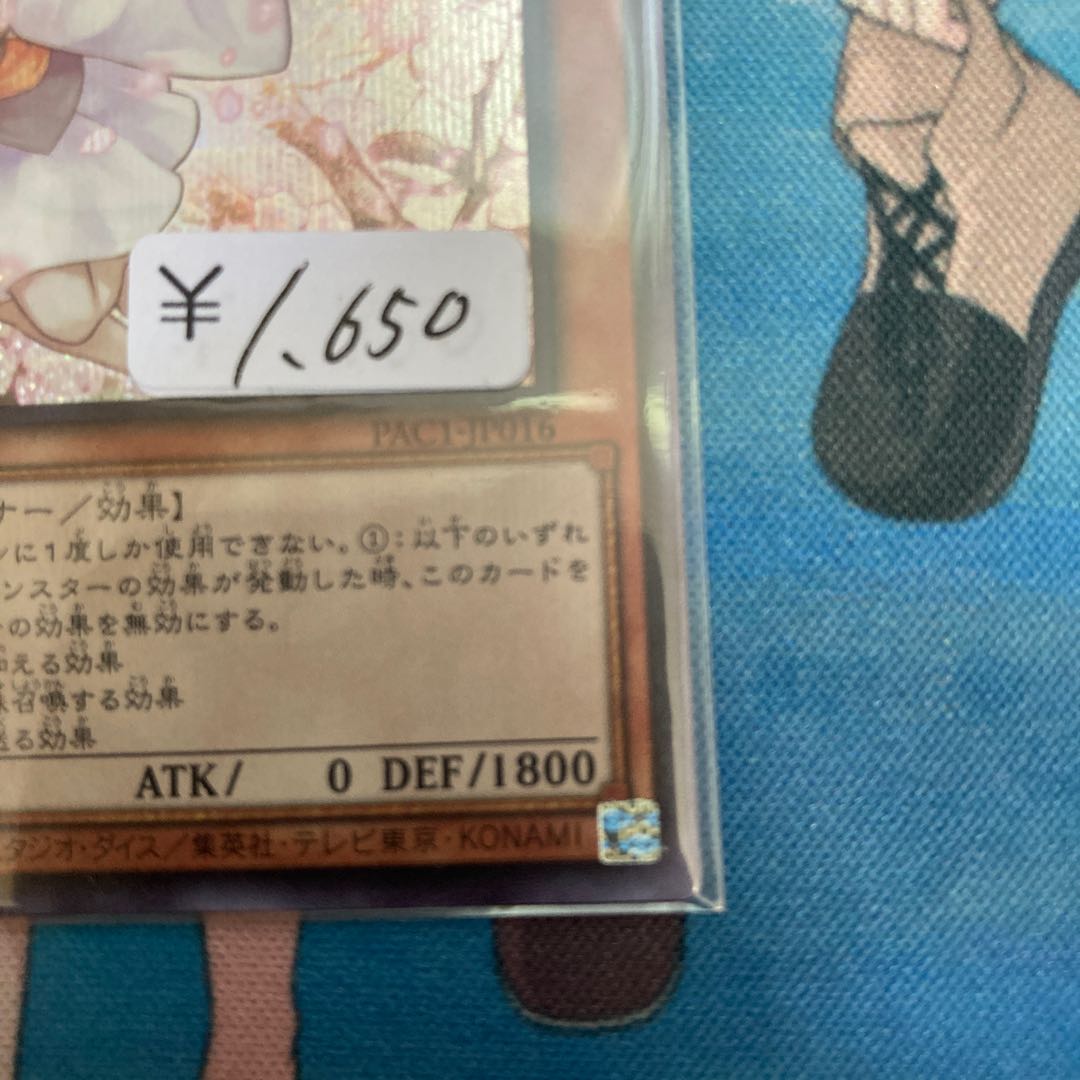 ¥1,650
PAC1-JP016
ナー/効果】
に1度しか使用できない。①:以下のいずれ
ンスターの効果が発動した時、このカードを
の効果を無効にする。
加える効果
召喚する効果
送る効果
ATK/ 0 DEF/1800
タジオ・ダイス/集英社・テレビ東京・KONAMI